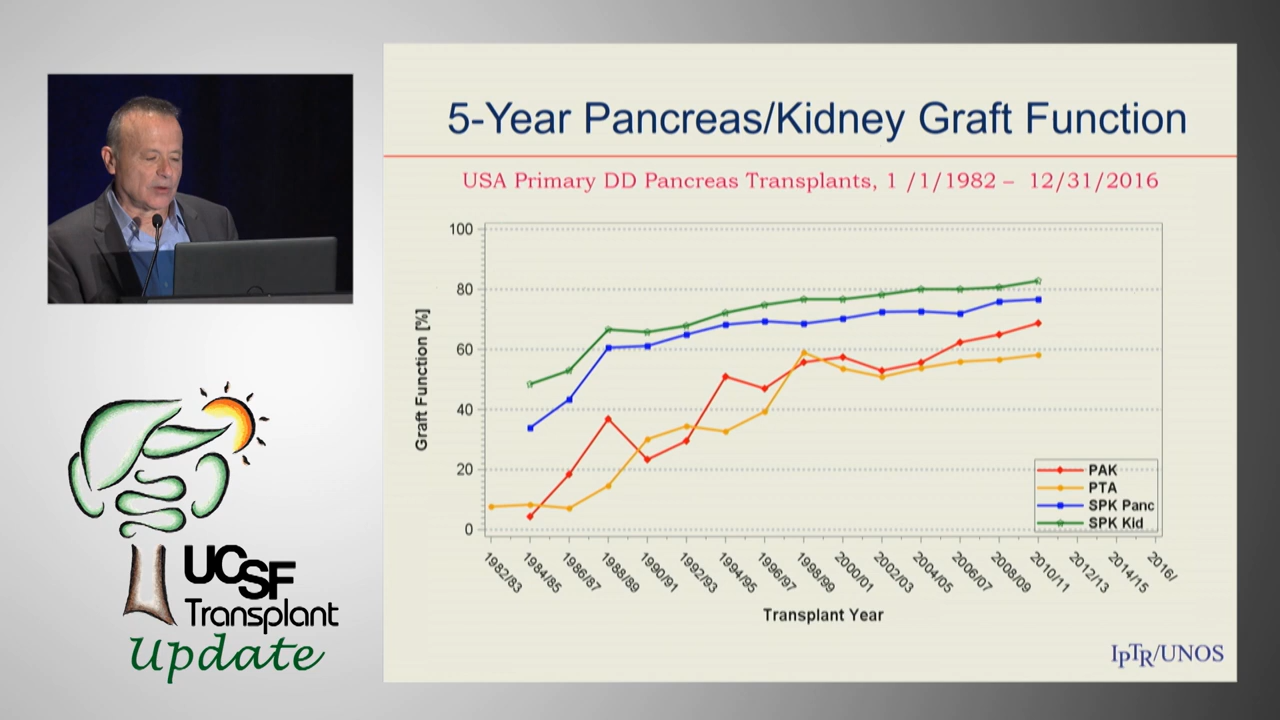 5-Year Pancreas/Kidney Graft Function
USA Primary DD Pancreas Transplants, 1 /1/1982 – 12/31/2016
100
80
60
40
20
0
Graft Function [%]
PAK
PTA
SPK Panc
SPK Kid
1982/83
1984/85
1986/87
1988/89
1990/91
1992/93
1994/95
1996/97
1998/99
2000/01
2002/03
2004/05
2006/07
2008/09
2010/11
2012/13
2014/15
2016/
Transplant Year
IPTR/UNOS
UCSF
Transplant
Update